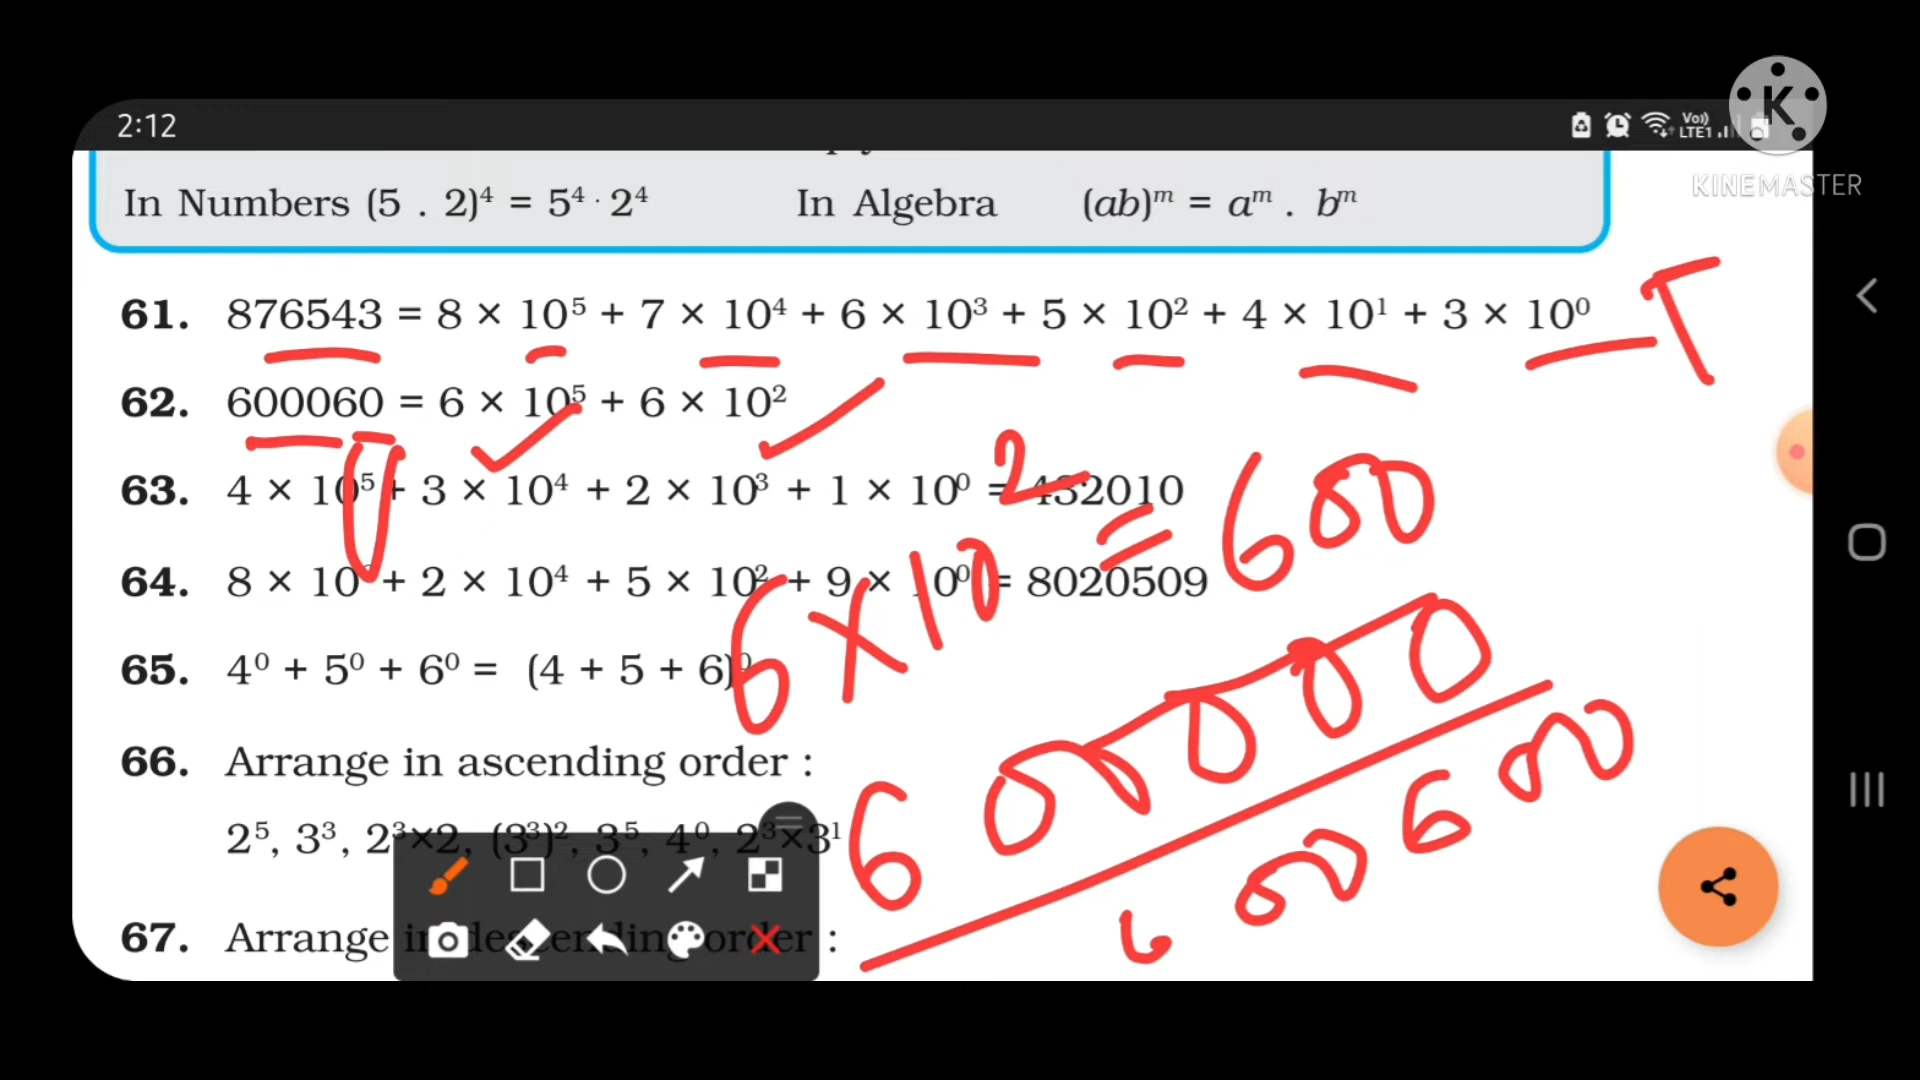 2:12
Vo)) LTE1
K
KINEMASTER
In Numbers (5 . 2)⁴ = 5⁴ · 2⁴ In Algebra (ab)ᵐ = aᵐ . bᵐ
61. 876543 = 8 × 10⁵ + 7 × 10⁴ + 6 × 10³ + 5 × 10² + 4 × 10¹ + 3 × 10⁰ T
62. 600060 = 6 × 10⁵ + 6 × 10²
63. 4 × 10⁵ + 3 × 10⁴ + 2 × 10³ + 1 × 10⁰ = 432010
64. 8 × 10 + 2 × 10⁴ + 5 × 10² + 9 × 10⁰ = 8020509
6 × 10² = 600
65. 4⁰ + 5⁰ + 6⁰ = (4 + 5 + 6)⁰
600000
600600
66. Arrange in ascending order :
2⁵, 3³, 2³×2, (3³)², 3⁵, 4⁰, 2³×3¹
67. Arrange in descending order :